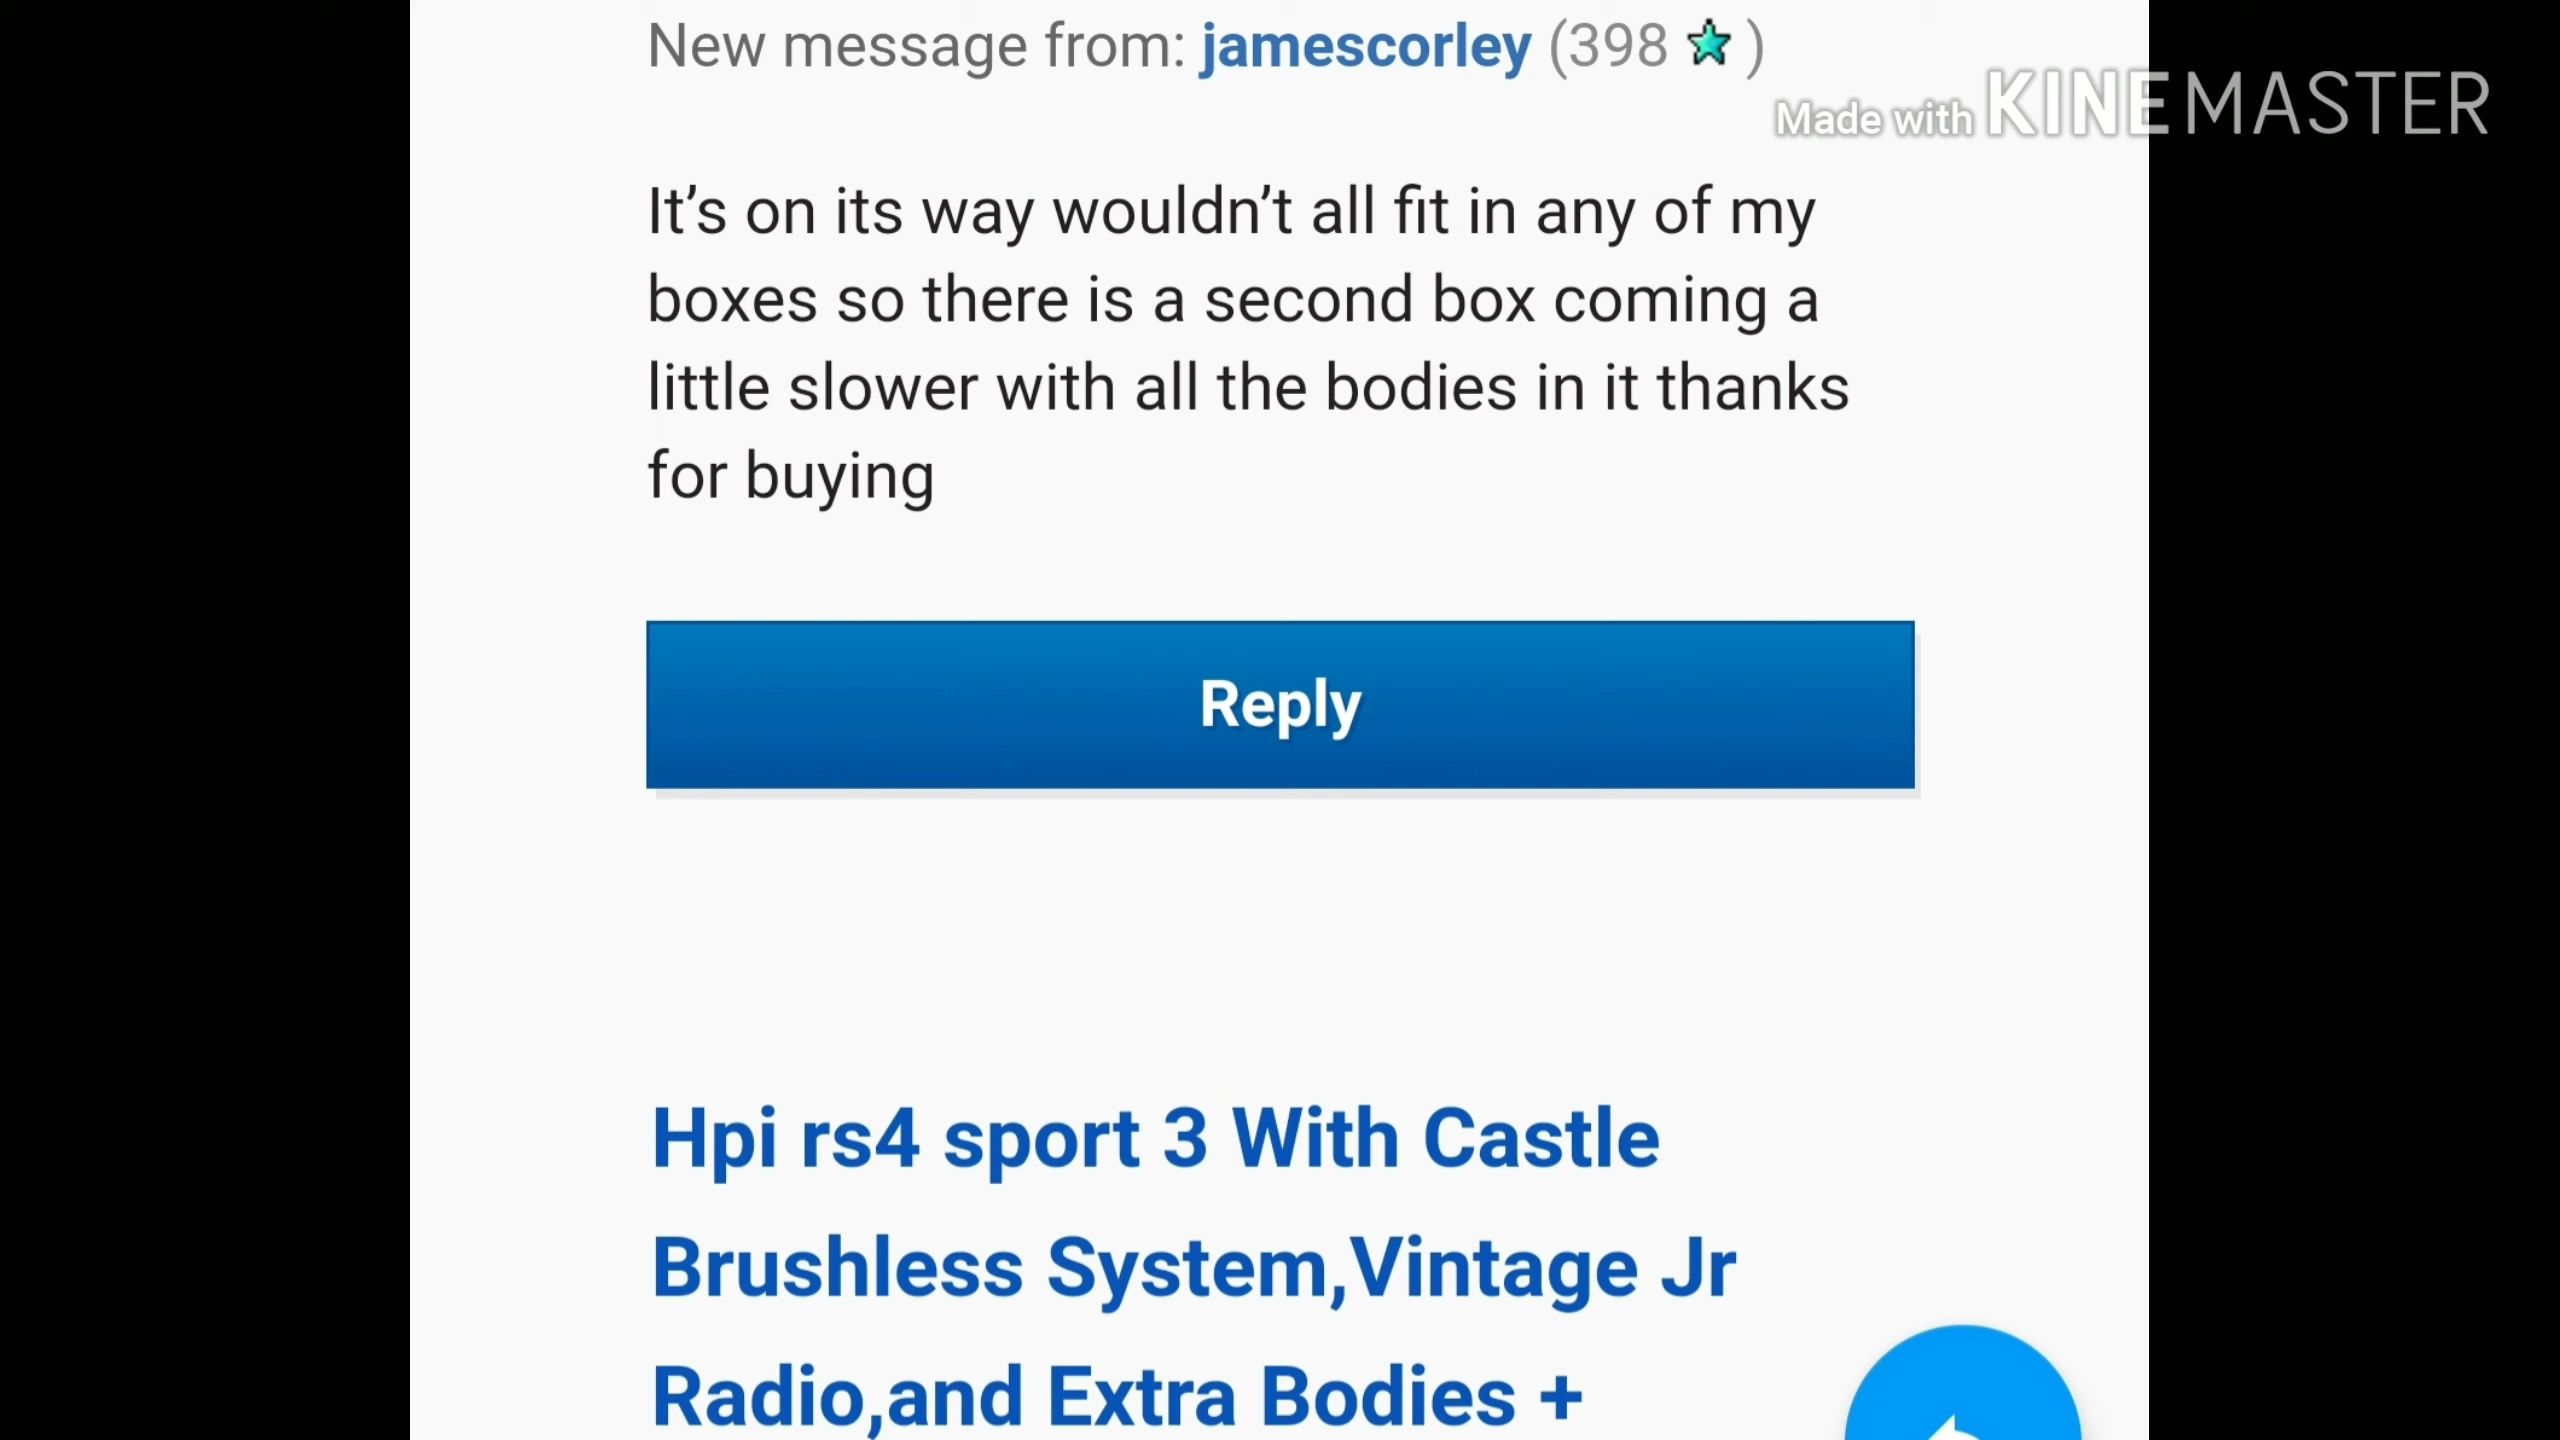 New message from: jamescorley (398 )
Made with KINEMASTER
It’s on its way wouldn’t all fit in any of my
boxes so there is a second box coming a
little slower with all the bodies in it thanks
for buying
Reply
Hpi rs4 sport 3 With Castle
Brushless System,Vintage Jr
Radio,and Extra Bodies +